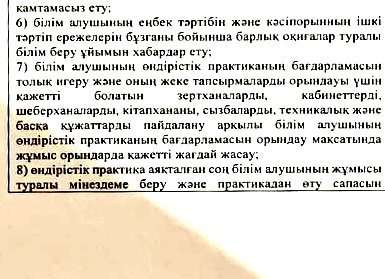 камтамасыз ету;
6) білім алушының еңбек тәртібін және кәсіпорынның ішкі
тәртіп ережелерін бұзғаны бойынша барлық оқиғалар туралы
білім беру ұйымын хабардар ету;
7) білім алушының өндірістік практиканың бағдарламасын
толық игеру және оның жеке тапсырмаларды орындауы үшін
қажетті болатын зертханаларды, кабинеттерді,
шеберханаларды, кітапхананы, сызбаларды, техникалық және
басқа құжаттарды пайдалану арқылы білім алушының
өндірістік практиканың бағдарламасын орындау мақсатында
жұмыс орындарда қажетті жағдай жасау;
8) өндірістік практика аяқталған соң білім алушының жұмысы
туралы мінездеме беру және практикадан өту сапасын